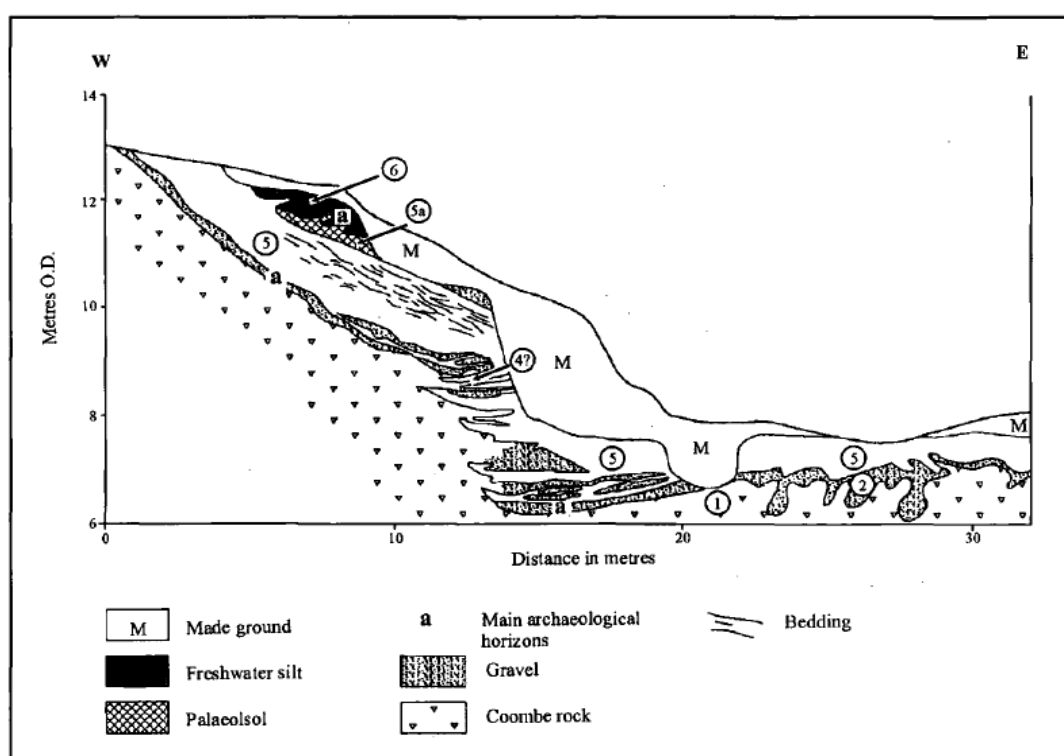 W
E
14
12
10
8
6
Metres O.D.
6
5a
a
5
a
M
4?
M
M
M
5
5
2
1
a
0
10
20
30
Distance in metres
M
Made ground
a
Main archaeological
horizons
Bedding
Freshwater silt
Gravel
Palaeolsol
Coombe rock